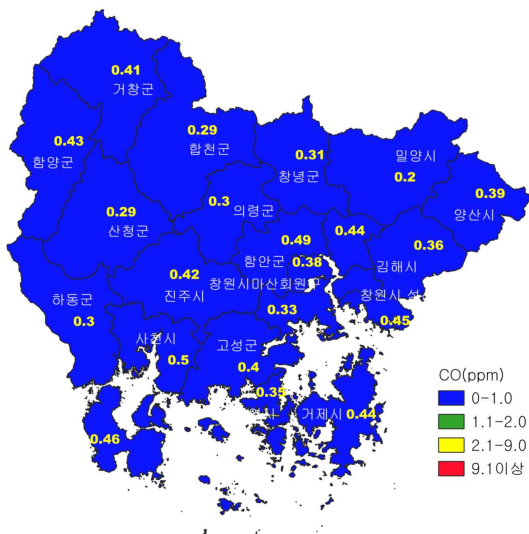 0.41
거창군
0.43
함양군
0.29
합천군
0.31
창녕군
밀양시
0.2
0.39
양산시
0.3
의령군
0.29
산청군
0.49
함안군
0.44
0.36
김해시
0.38
창원시마산회원구
0.42
진주시
하동군
0.3
0.33
창원시
0.45
사천시
0.5
고성군
0.4
0.35
거제시
0.44
0.46
CO(ppm)
0-1.0
1.1-2.0
2.1-9.0
9.1이상